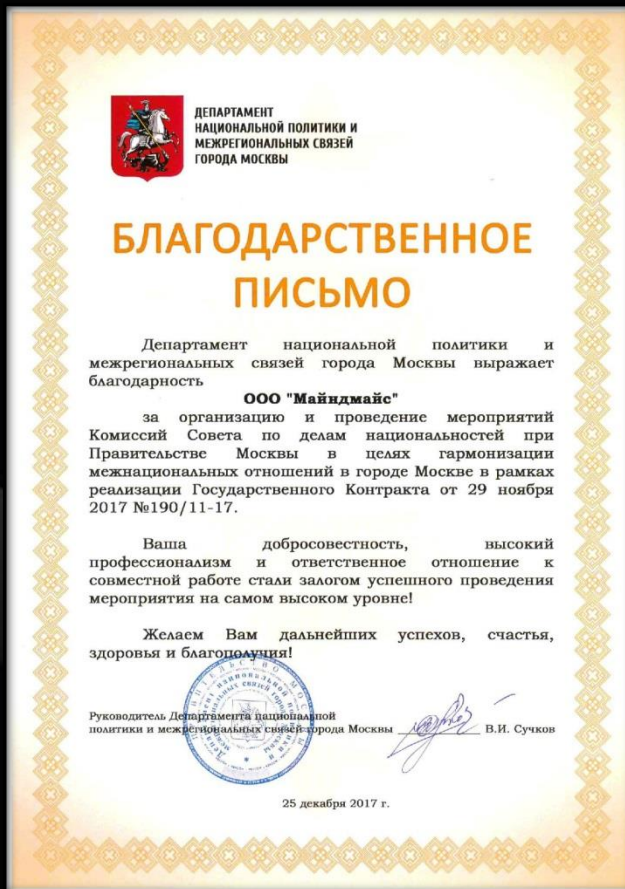 ДЕПАРТАМЕНТ
НАЦИОНАЛЬНОЙ ПОЛИТИКИ И
МЕЖРЕГИОНАЛЬНЫХ СВЯЗЕЙ
ГОРОДА МОСКВЫ
БЛАГОДАРСТВЕННОЕ
ПИСЬМО
Департамент национальной политики и
межрегиональных связей города Москвы выражает
благодарность
ООО "Майндмайс"
за организацию и проведение мероприятий
Комиссий Совета по делам национальностей при
Правительстве Москвы в целях гармонизации
межнациональных отношений в городе Москве в рамках
реализации Государственного Контракта от 29 ноября
2017 №190/11-17.
Ваша добросовестность, высокий
профессионализм и ответственное отношение к
совместной работе стали залогом успешного проведения
мероприятия на самом высоком уровне!
Желаем Вам дальнейших успехов, счастья,
здоровья и благополучия!
Руководитель Департамента национальной
политики и межрегиональных связей города Москвы В.И. Сучков
25 декабря 2017 г.